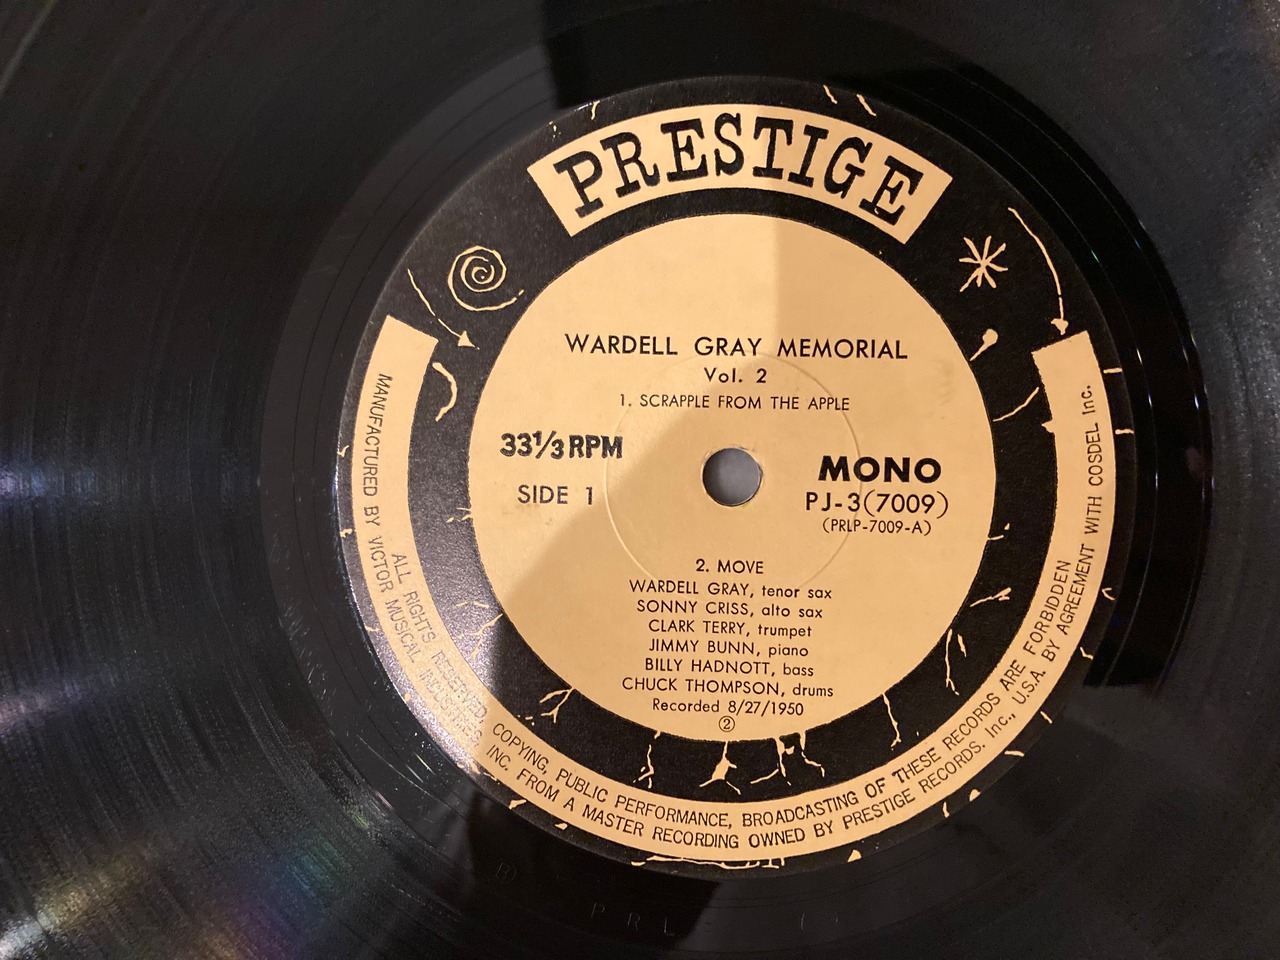 PRESTIGE
WARDELL GRAY MEMORIAL
Vol. 2
1. SCRAPPLE FROM THE APPLE
33⅓ RPM
SIDE 1
MONO
PJ-3(7009)
(PRLP-7009-A)
2. MOVE
WARDELL GRAY, tenor sax
SONNY CRISS, alto sax
CLARK TERRY, trumpet
JIMMY BUNN, piano
BILLY HADNOTT, bass
CHUCK THOMPSON, drums
Recorded 8/27/1950
②
ALL RIGHTS RESERVED. COPYING, PUBLIC PERFORMANCE, BROADCASTING OF THESE RECORDS ARE FORBIDDEN
MANUFACTURED BY VICTOR MUSICAL INDUSTRIES INC. FROM A MASTER RECORDING OWNED BY PRESTIGE RECORDS. Inc., U.S.A. BY AGREEMENT WITH COSDEL Inc.
P R L